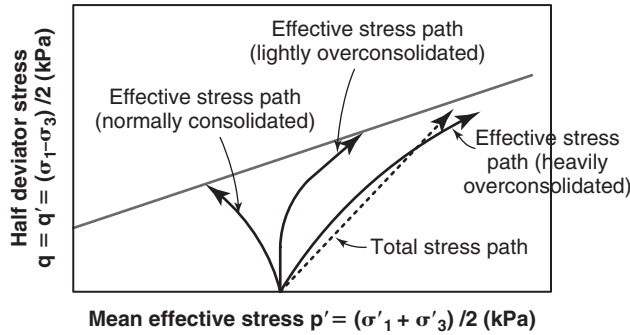 Effective stress path
(lightly overconsolidated)
Effective stress path
(normally consolidated)
Effective stress
path (heavily
overconsolidated)
Total stress path
Half deviator stress
q = q′ = (σ₁–σ₃) /2 (kPa)
Mean effective stress p′ = (σ′₁ + σ′₃) /2 (kPa)